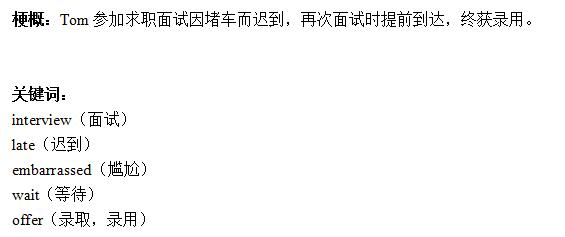 梗概：Tom 参加求职面试因堵车而迟到，再次面试时提前到达，终获录用。
关键词：
interview（面试）
late（迟到）
embarrassed（尴尬）
wait（等待）
offer（录取，录用）